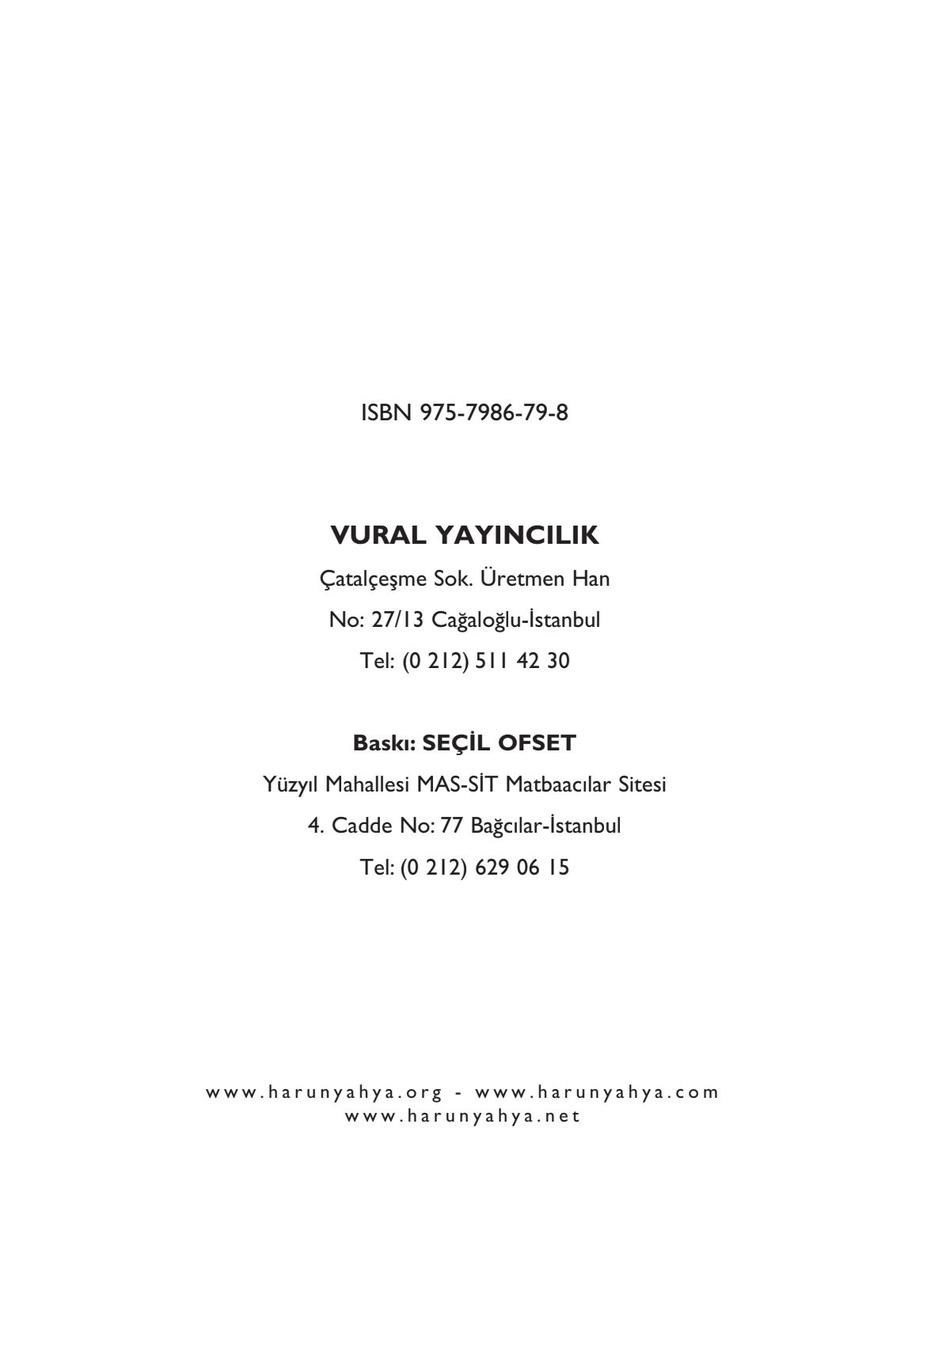 ISBN 975-7986-79-8
VURAL YAYINCILIK
Çatalçeşme Sok. Üretmen Han
No: 27/13 Cağaloğlu-İstanbul
Tel: (0 212) 511 42 30
Baskı: SEÇİL OFSET
Yüzyıl Mahallesi MAS-SİT Matbaacılar Sitesi
4. Cadde No: 77 Bağcılar-İstanbul
Tel: (0 212) 629 06 15
www.harunyahya.org - www.harunyahya.com
www.harunyahya.net